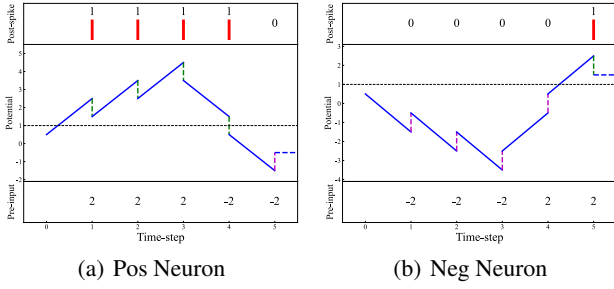 Post-spike
1 1 1 1 0
Potential
5
4
3
2
1
0
-1
-2
Pre-input
2 2 2 -2 -2
0 1 2 3 4 5
Time-step
(a) Pos Neuron
Post-spike
0 0 0 0 1
Potential
3
2
1
0
-1
-2
-3
-4
Pre-input
-2 -2 -2 2 2
0 1 2 3 4 5
Time-step
(b) Neg Neuron